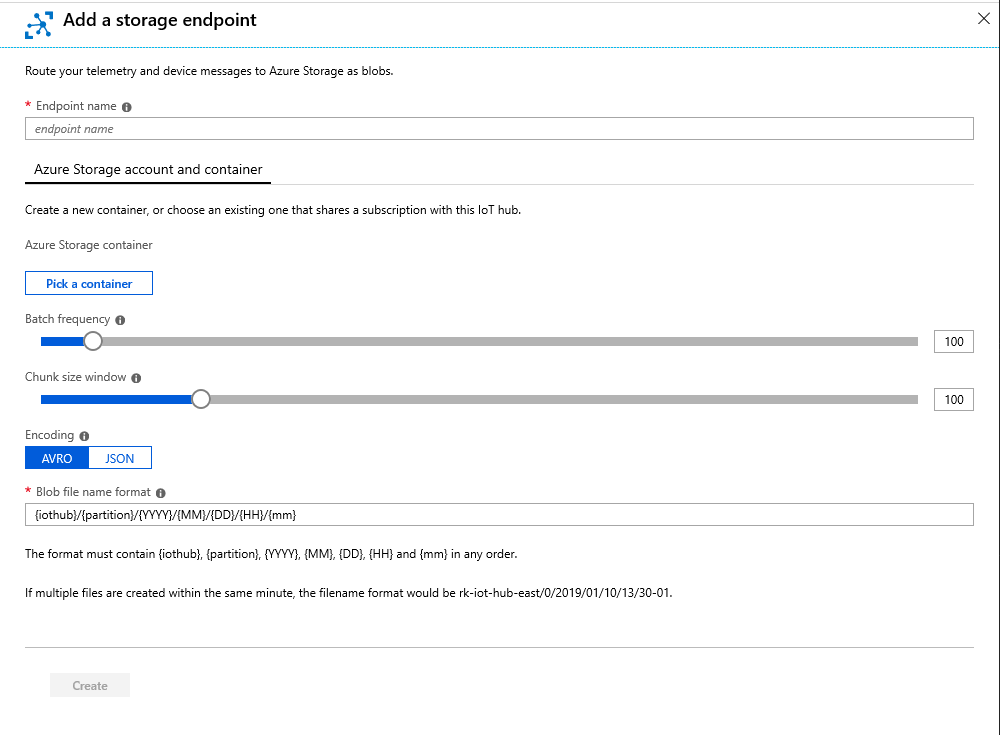 Add a storage endpoint
Route your telemetry and device messages to Azure Storage as blobs.
* Endpoint name
endpoint name
Azure Storage account and container
Create a new container, or choose an existing one that shares a subscription with this IoT hub.
Azure Storage container
Pick a container
Batch frequency
100
Chunk size window
100
Encoding
AVRO JSON
* Blob file name format
{iothub}/{partition}/{YYYY}/{MM}/{DD}/{HH}/{mm}
The format must contain {iothub}, {partition}, {YYYY}, {MM}, {DD}, {HH} and {mm} in any order.
If multiple files are created within the same minute, the filename format would be rk-iot-hub-east/0/2019/01/10/13/30-01.
Create